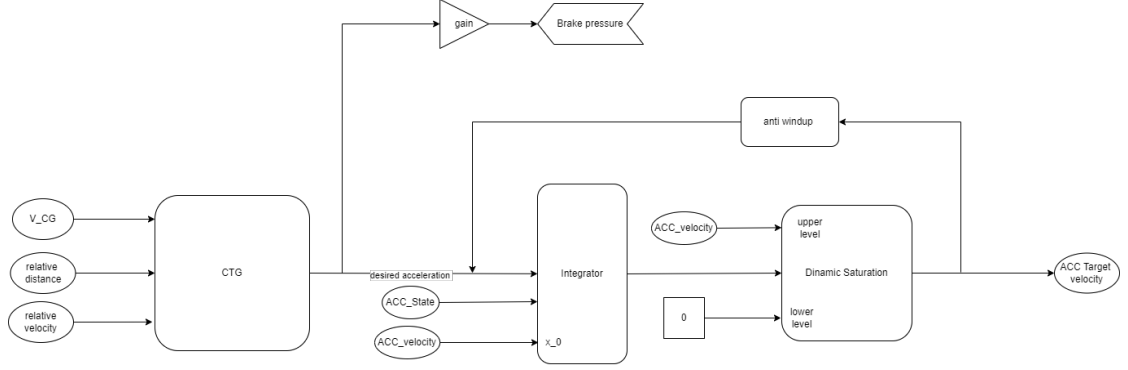 gain
Brake pressure
anti windup
V_CG
relative
distance
relative
velocity
CTG
desired acceleration
ACC_State
ACC_velocity
Integrator
x_0
ACC_velocity
0
upper
level
Dinamic Saturation
lower
level
ACC Target
velocity